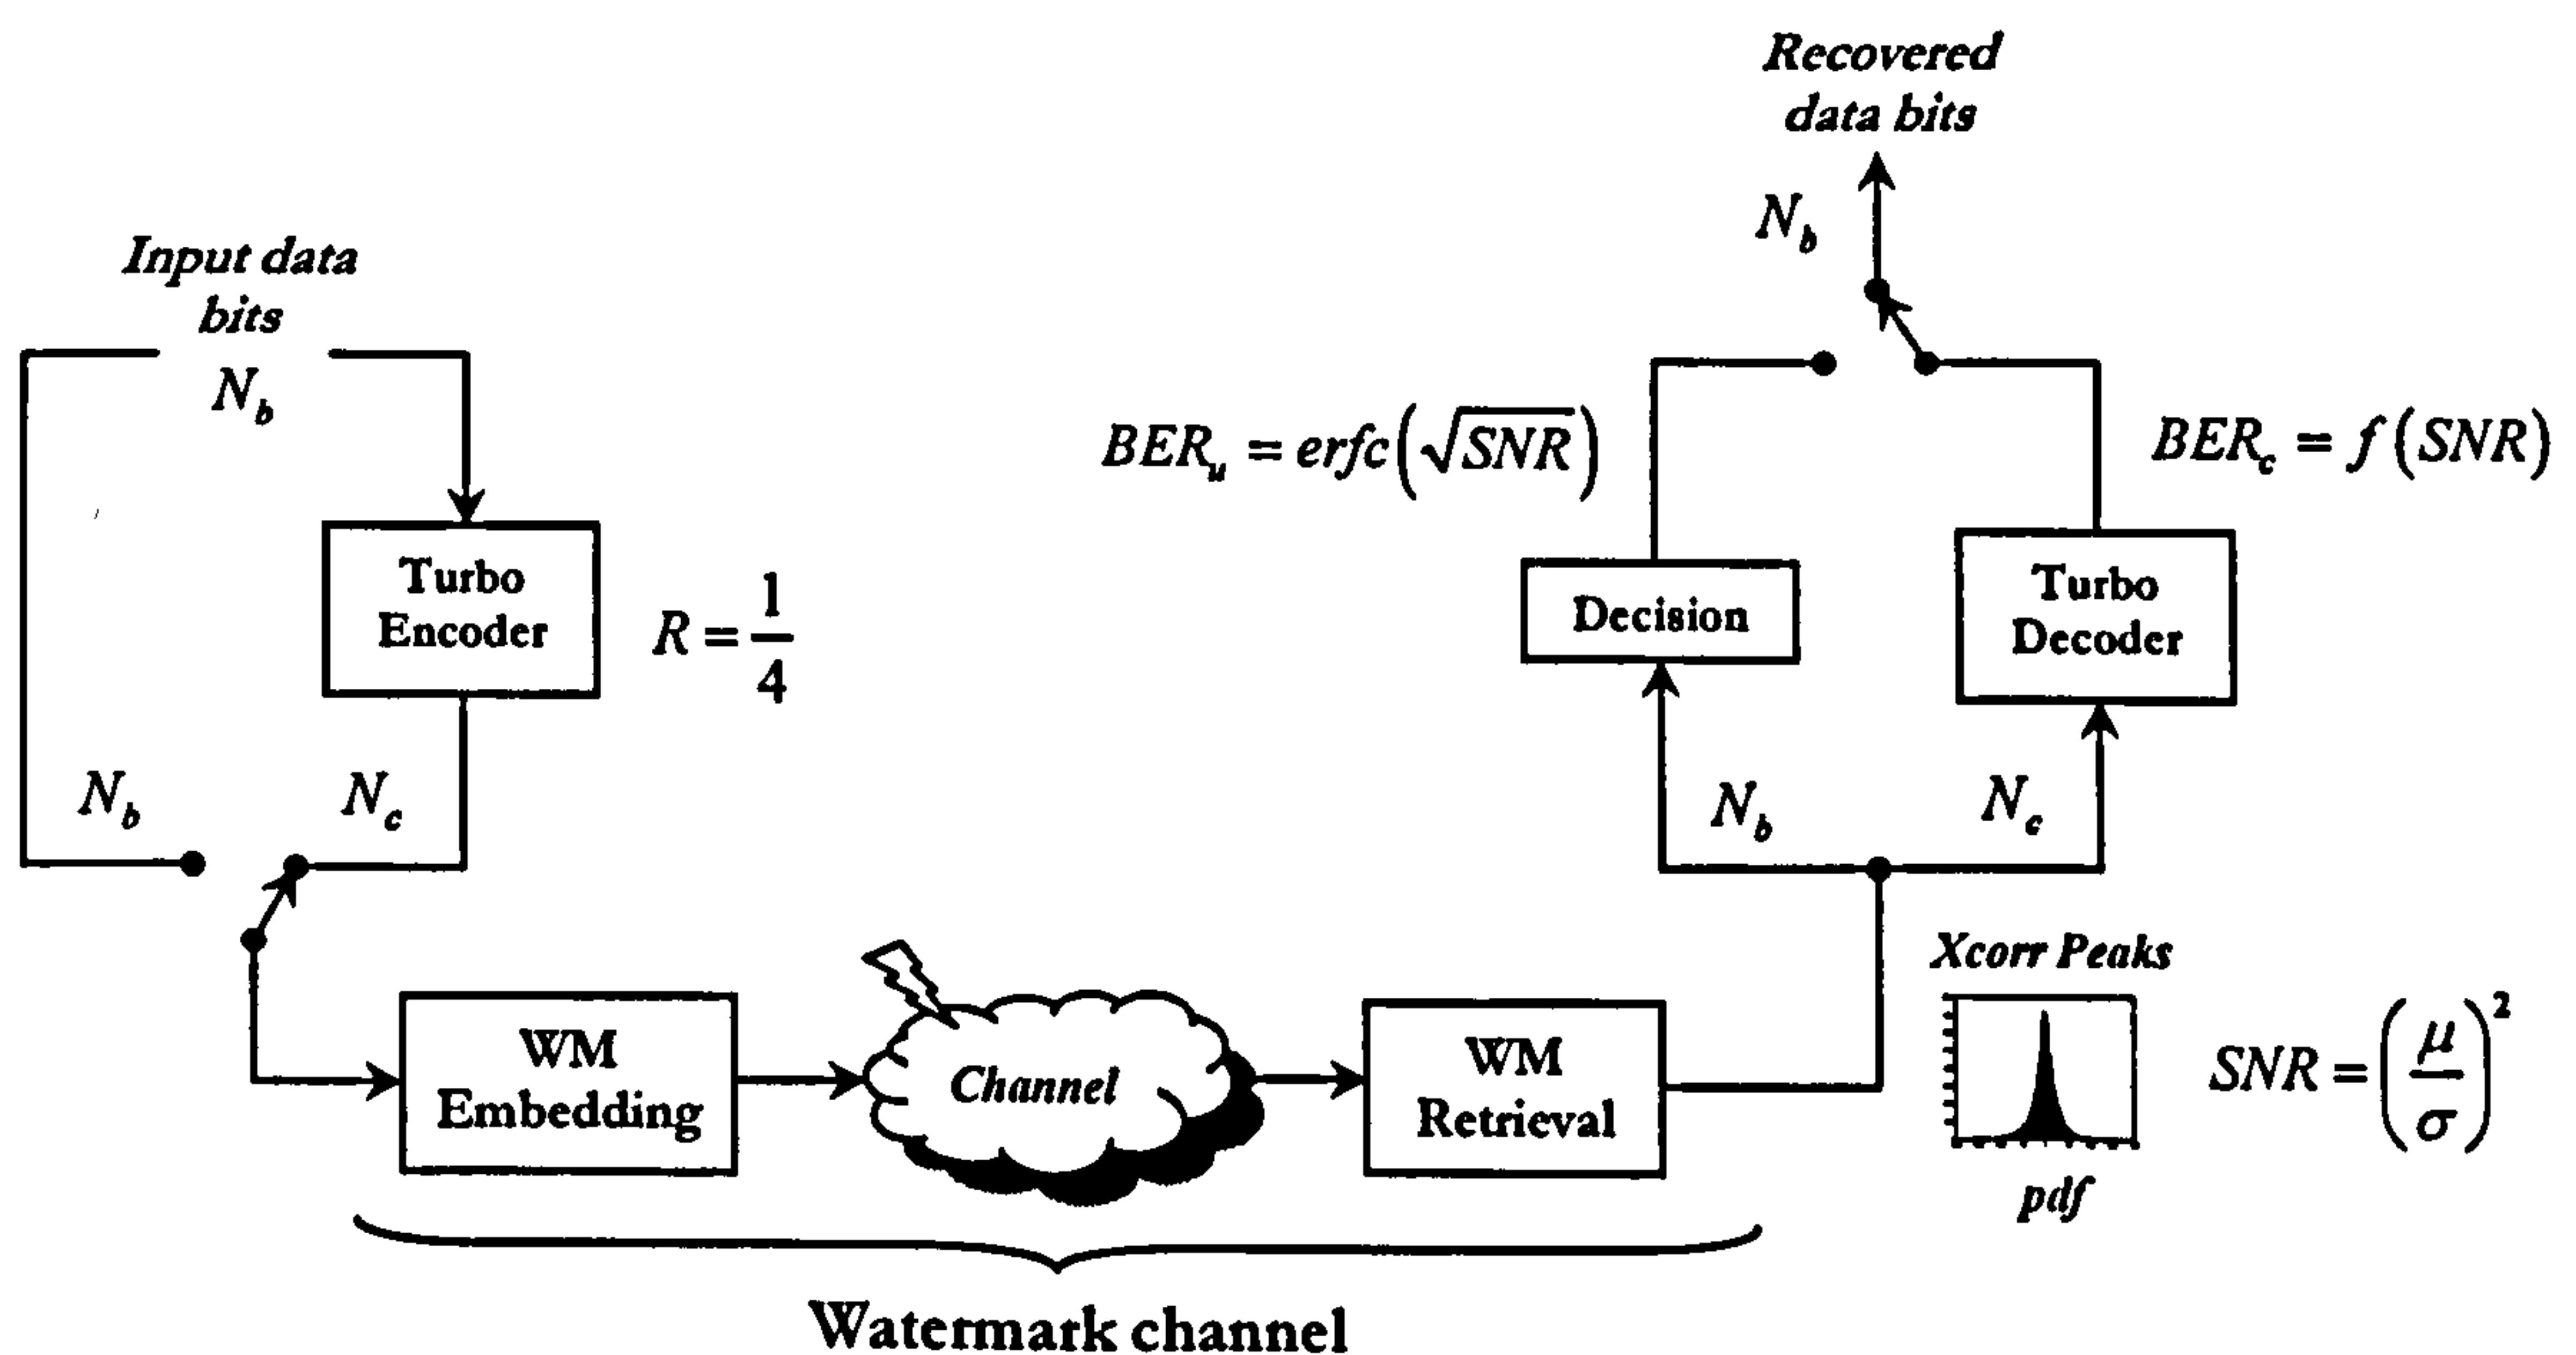 Recovered
data bits
N_b
Input data
bits
N_b
BER_u = erfc(√SNR)
BER_c = f(SNR)
Turbo
Encoder
R = 1/4
Decision
Turbo
Decoder
N_b
N_c
N_b
N_c
Xcorr Peaks
WM
Embedding
Channel
WM
Retrieval
SNR = (μ/σ)²
pdf
Watermark channel